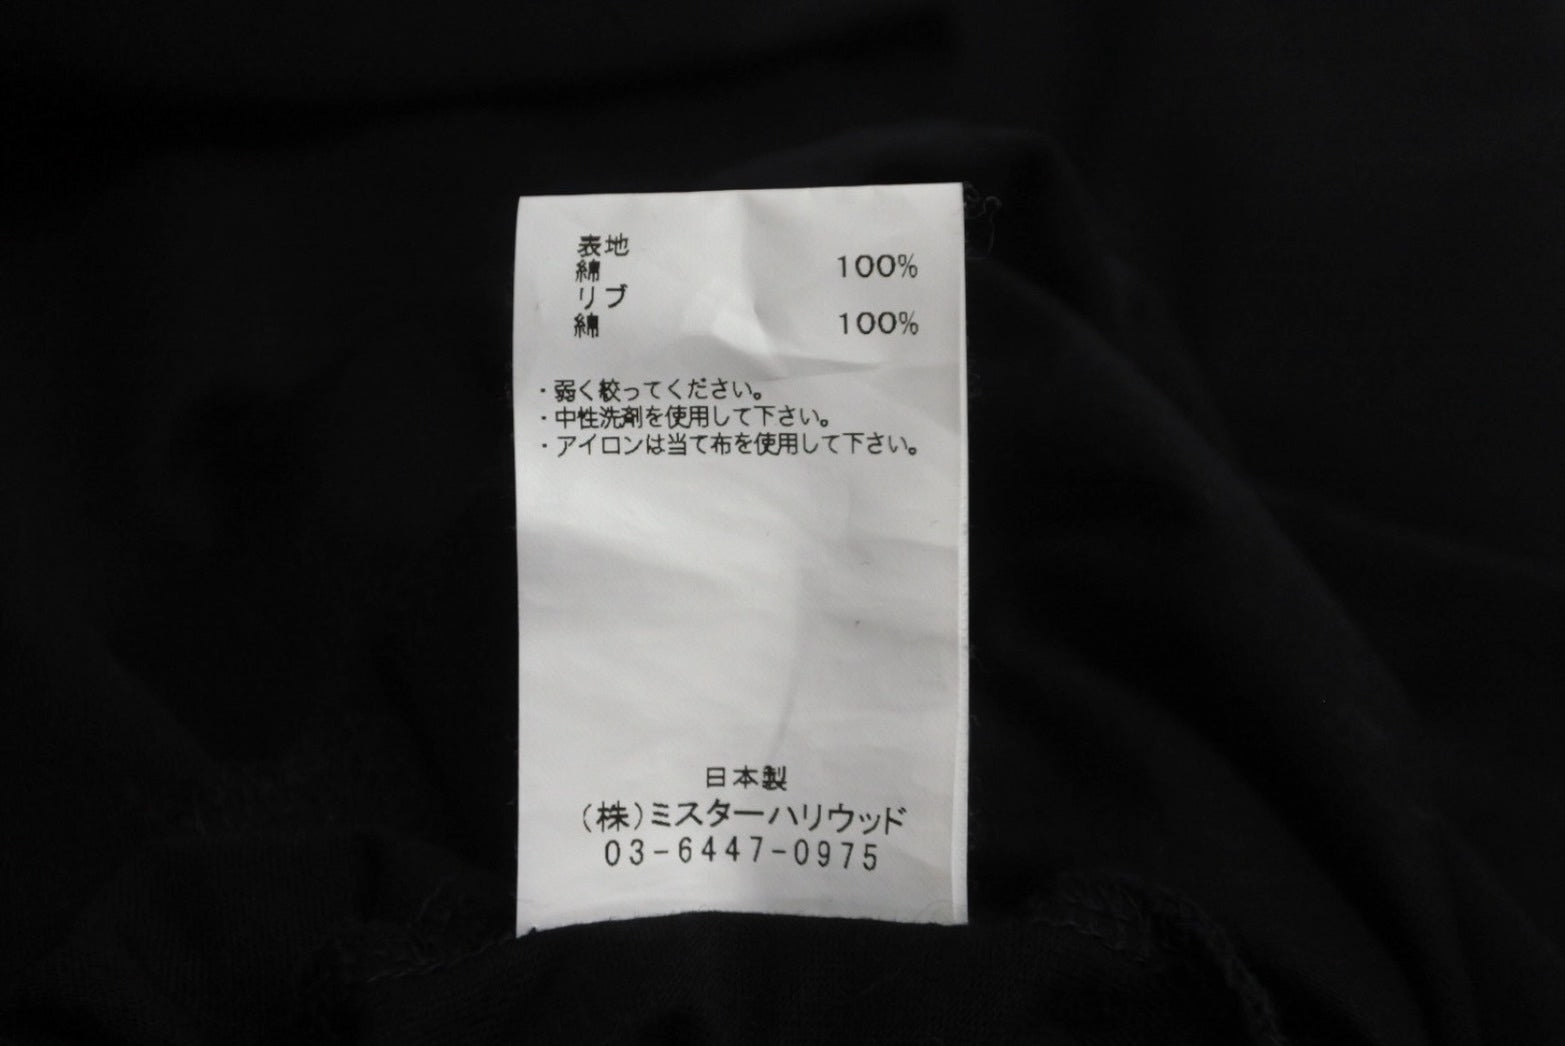 表地
綿 100%
リブ
綿 100%
・弱く絞ってください。
・中性洗剤を使用して下さい。
・アイロンは当て布を使用して下さい。
日本製
(株)ミスターハリウッド
03-6447-0975